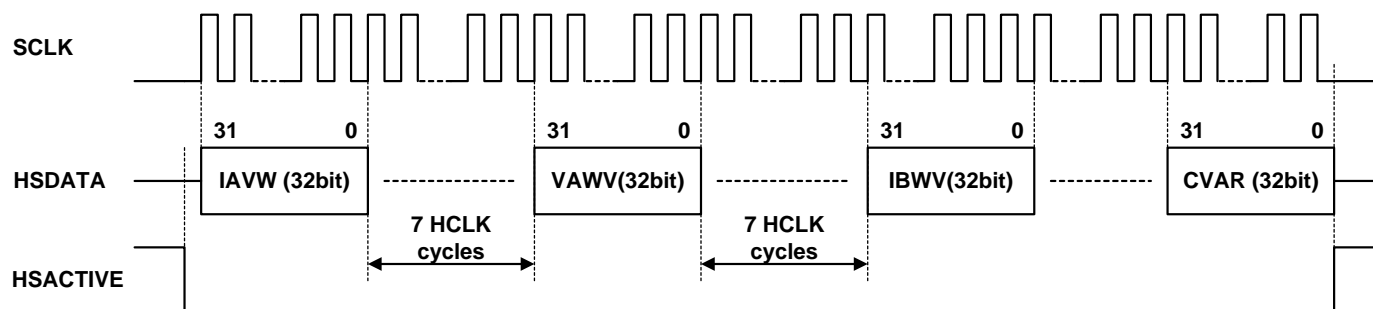 SCLK
31 0 31 0 31 0 31 0
HSDATA IAVW (32bit) VAWV(32bit) IBWV(32bit) CVAR (32bit)
7 HCLK
cycles
7 HCLK
cycles
HSACTIVE